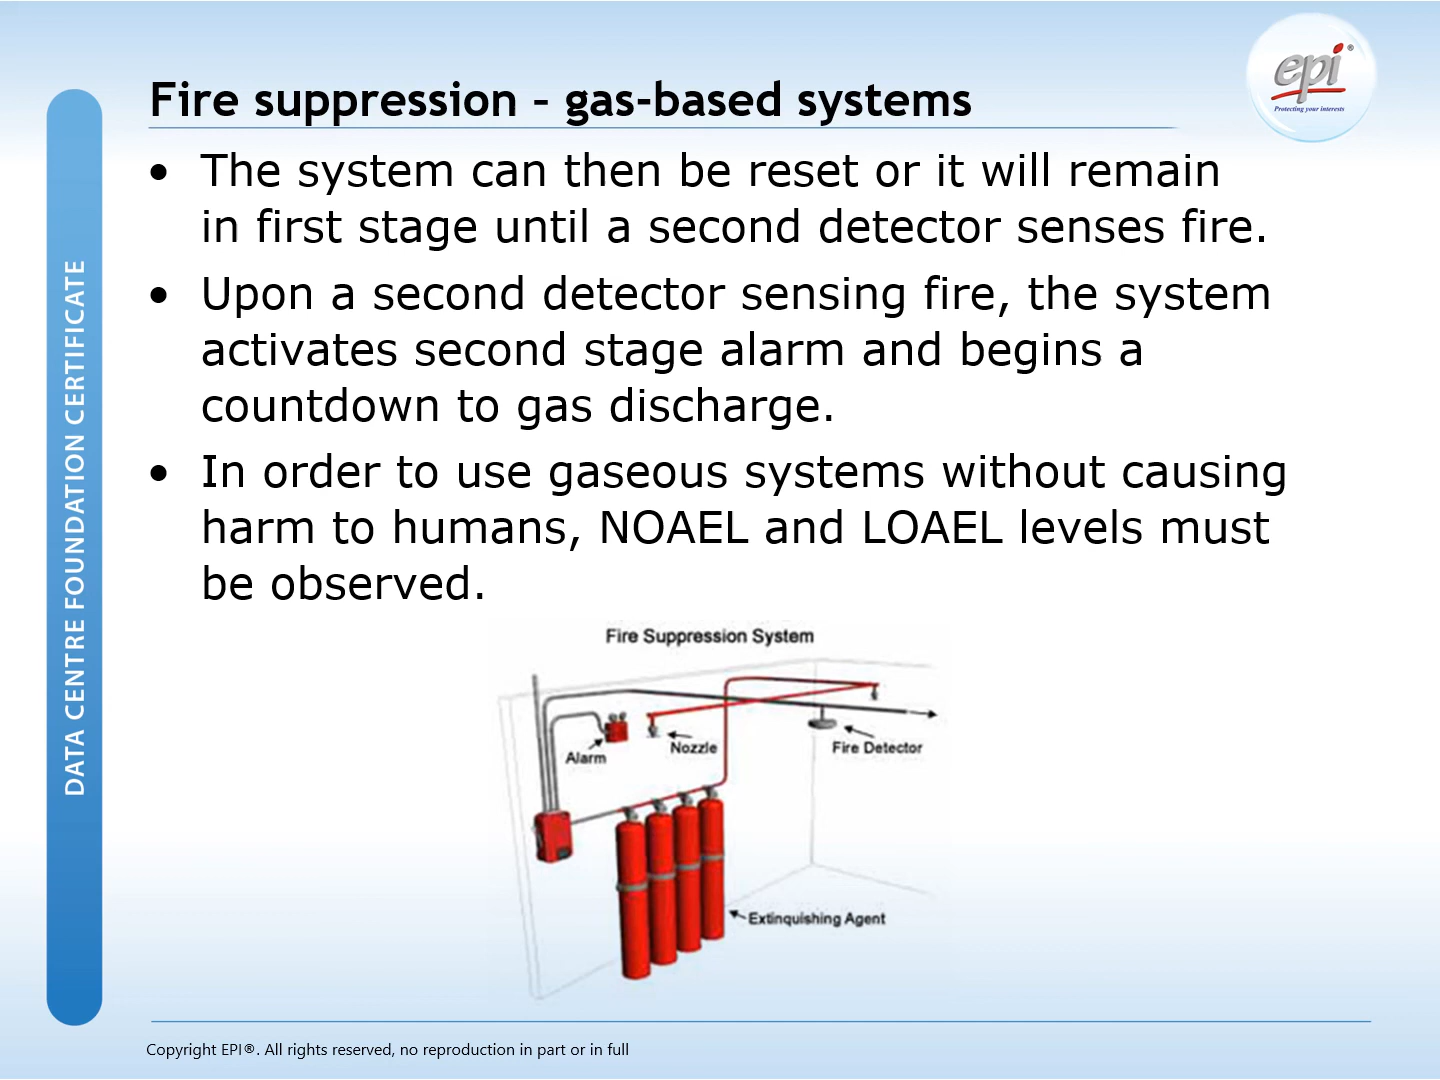 Fire suppression – gas-based systems
epi®
Protecting your interests
DATA CENTRE FOUNDATION CERTIFICATE
• The system can then be reset or it will remain
in first stage until a second detector senses fire.
• Upon a second detector sensing fire, the system
activates second stage alarm and begins a
countdown to gas discharge.
• In order to use gaseous systems without causing
harm to humans, NOAEL and LOAEL levels must
be observed.
Fire Suppression System
Alarm
Nozzle
Fire Detector
Extinquishing Agent
Copyright EPI®. All rights reserved, no reproduction in part or in full